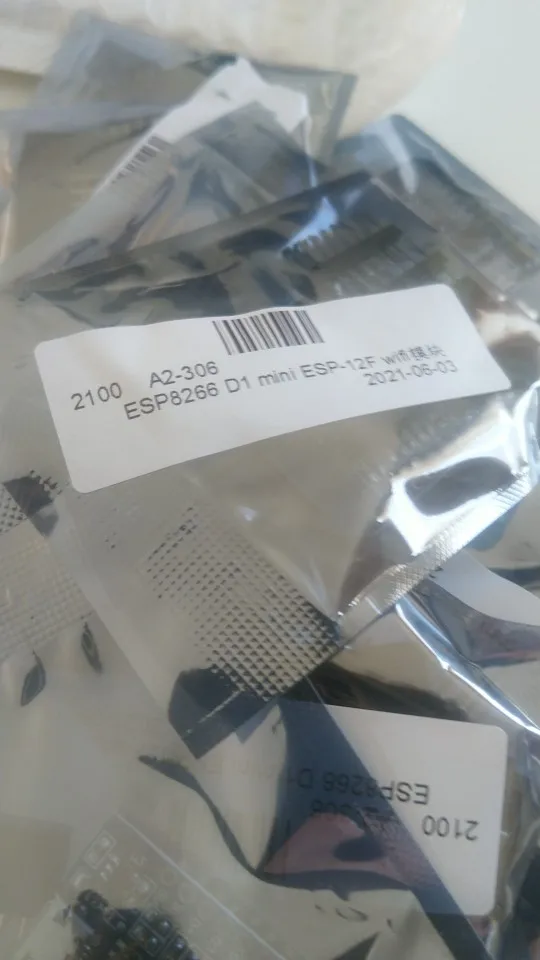 2100 A2-306
ESP8266 D1 mini ESP-12F wifi模块
2021-06-03
2100
ESP8266 D1